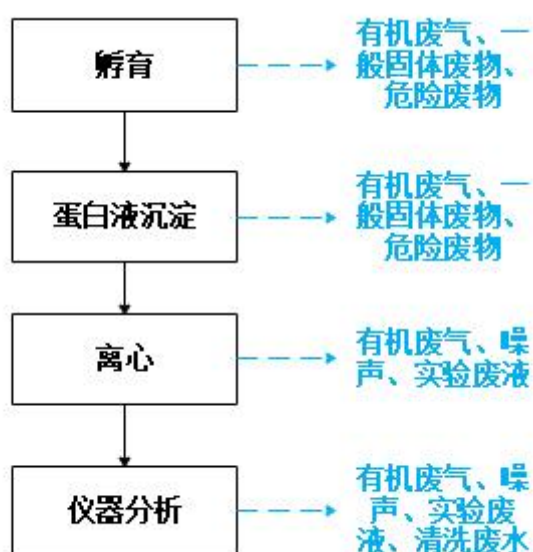 孵育
有机废气、一
般固体废物、
危险废物
蛋白液沉淀
有机废气、一
般固体废物、
危险废物
离心
有机废气、噪
声、实验废液
仪器分析
有机废气、噪
声、实验废
液、清洗废水